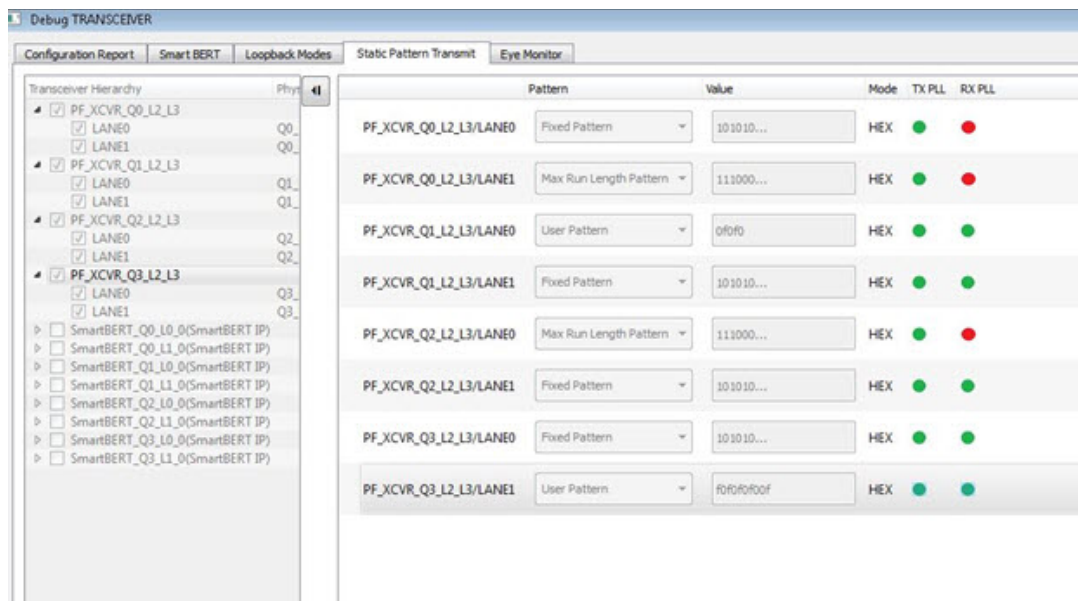 Debug TRANSCEIVER
Configuration Report Smart BERT Loopback Modes Static Pattern Transmit Eye Monitor
Transceiver Hierarchy Phys
PF_XCVR_Q0_L2_L3
LANE0 Q0_
LANE1 Q0_
PF_XCVR_Q1_L2_L3
LANE0 Q1_
LANE1 Q1_
PF_XCVR_Q2_L2_L3
LANE0 Q2_
LANE1 Q2_
PF_XCVR_Q3_L2_L3
LANE0 Q3_
LANE1 Q3_
SmartBERT_Q0_L0_0(SmartBERT IP)
SmartBERT_Q0_L1_0(SmartBERT IP)
SmartBERT_Q1_L0_0(SmartBERT IP)
SmartBERT_Q1_L1_0(SmartBERT IP)
SmartBERT_Q2_L0_0(SmartBERT IP)
SmartBERT_Q2_L1_0(SmartBERT IP)
SmartBERT_Q3_L0_0(SmartBERT IP)
SmartBERT_Q3_L1_0(SmartBERT IP)
Pattern Value Mode TX PLL RX PLL
PF_XCVR_Q0_L2_L3/LANE0 Fixed Pattern 101010... HEX
PF_XCVR_Q0_L2_L3/LANE1 Max Run Length Pattern 111000... HEX
PF_XCVR_Q1_L2_L3/LANE0 User Pattern 0f0f0 HEX
PF_XCVR_Q1_L2_L3/LANE1 Fixed Pattern 101010... HEX
PF_XCVR_Q2_L2_L3/LANE0 Max Run Length Pattern 111000... HEX
PF_XCVR_Q2_L2_L3/LANE1 Fixed Pattern 101010... HEX
PF_XCVR_Q3_L2_L3/LANE0 Fixed Pattern 101010... HEX
PF_XCVR_Q3_L2_L3/LANE1 User Pattern f0f0f0f00f HEX